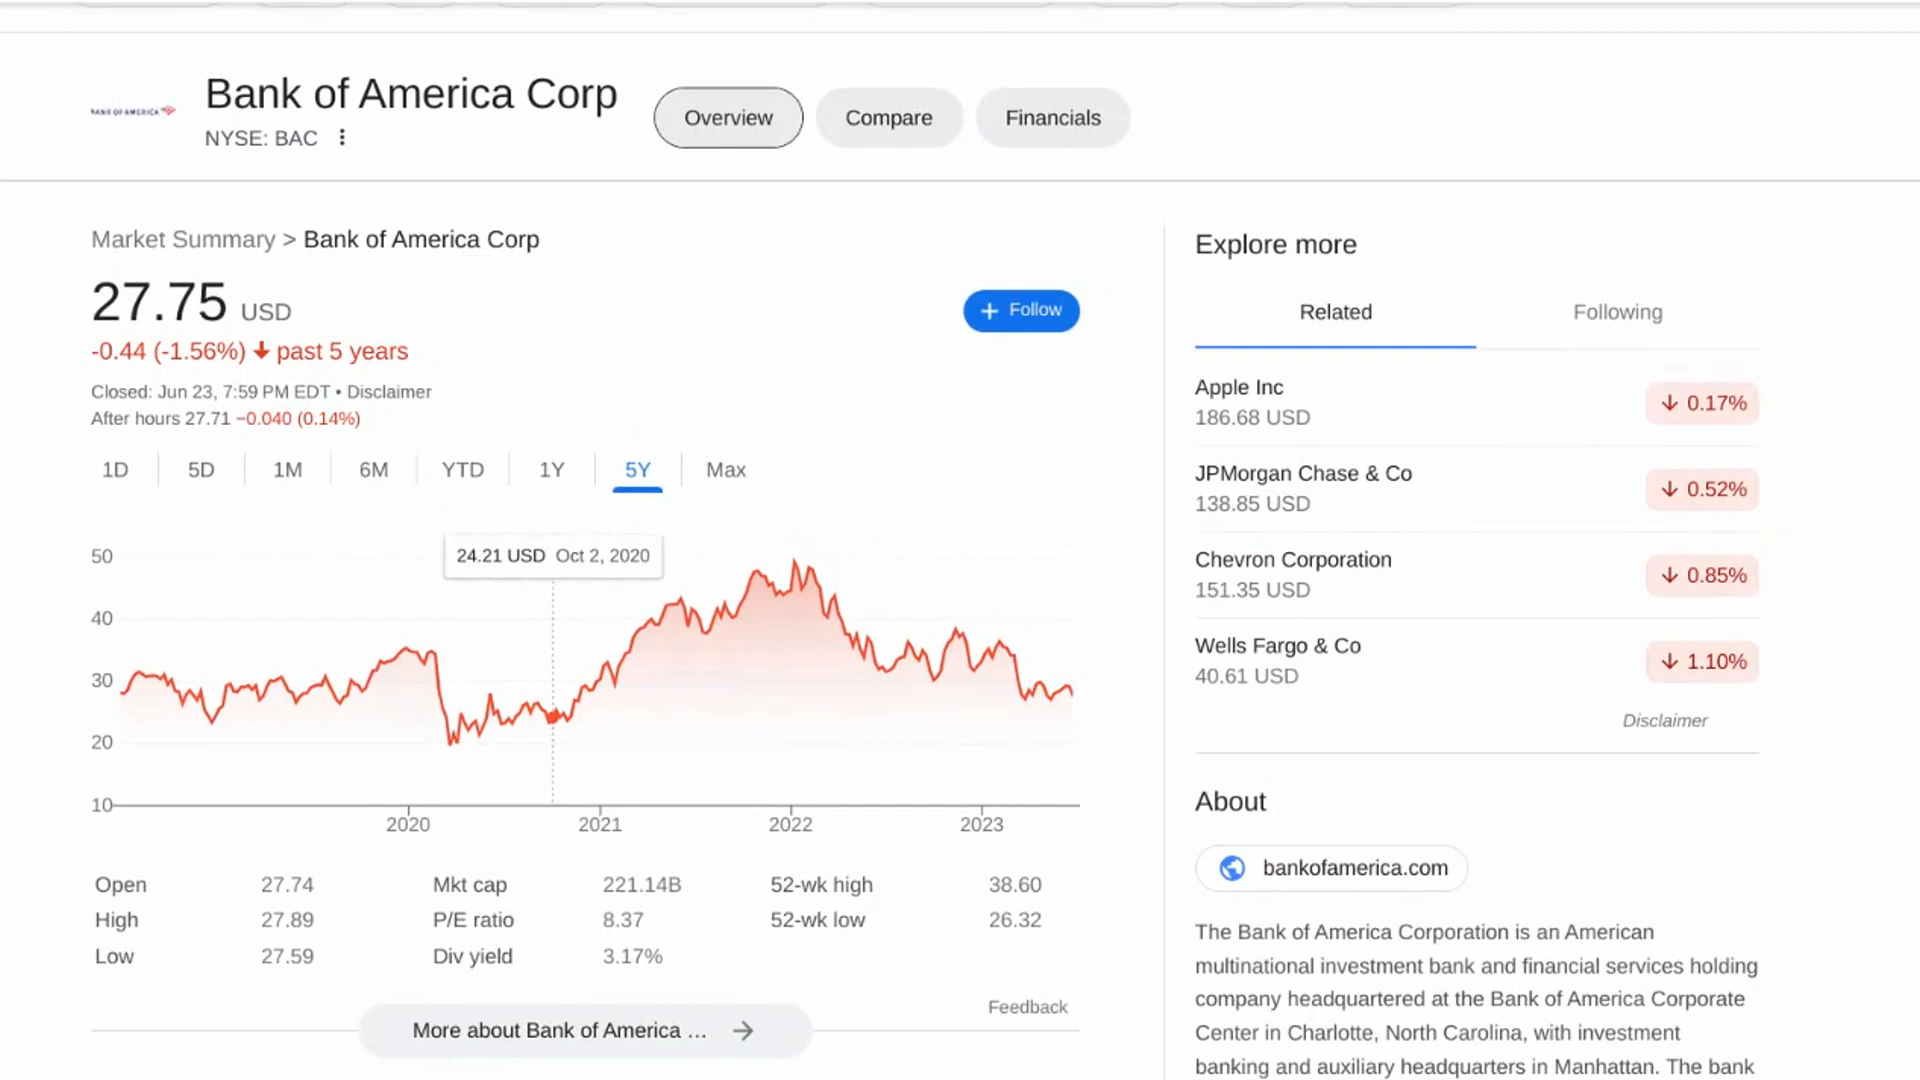 BANK OF AMERICA
Bank of America Corp
NYSE: BAC
Overview
Compare
Financials
Market Summary > Bank of America Corp
27.75 USD
+ Follow
-0.44 (-1.56%) ↓ past 5 years
Closed: Jun 23, 7:59 PM EDT • Disclaimer
After hours 27.71 −0.040 (0.14%)
1D 5D 1M 6M YTD 1Y 5Y Max
24.21 USD Oct 2, 2020
50
40
30
20
10
2020 2021 2022 2023
Open 27.74 Mkt cap 221.14B 52-wk high 38.60
High 27.89 P/E ratio 8.37 52-wk low 26.32
Low 27.59 Div yield 3.17%
Feedback
More about Bank of America ... →
Explore more
Related Following
Apple Inc
186.68 USD
↓ 0.17%
JPMorgan Chase & Co
138.85 USD
↓ 0.52%
Chevron Corporation
151.35 USD
↓ 0.85%
Wells Fargo & Co
40.61 USD
↓ 1.10%
Disclaimer
About
bankofamerica.com
The Bank of America Corporation is an American
multinational investment bank and financial services holding
company headquartered at the Bank of America Corporate
Center in Charlotte, North Carolina, with investment
banking and auxiliary headquarters in Manhattan. The bank